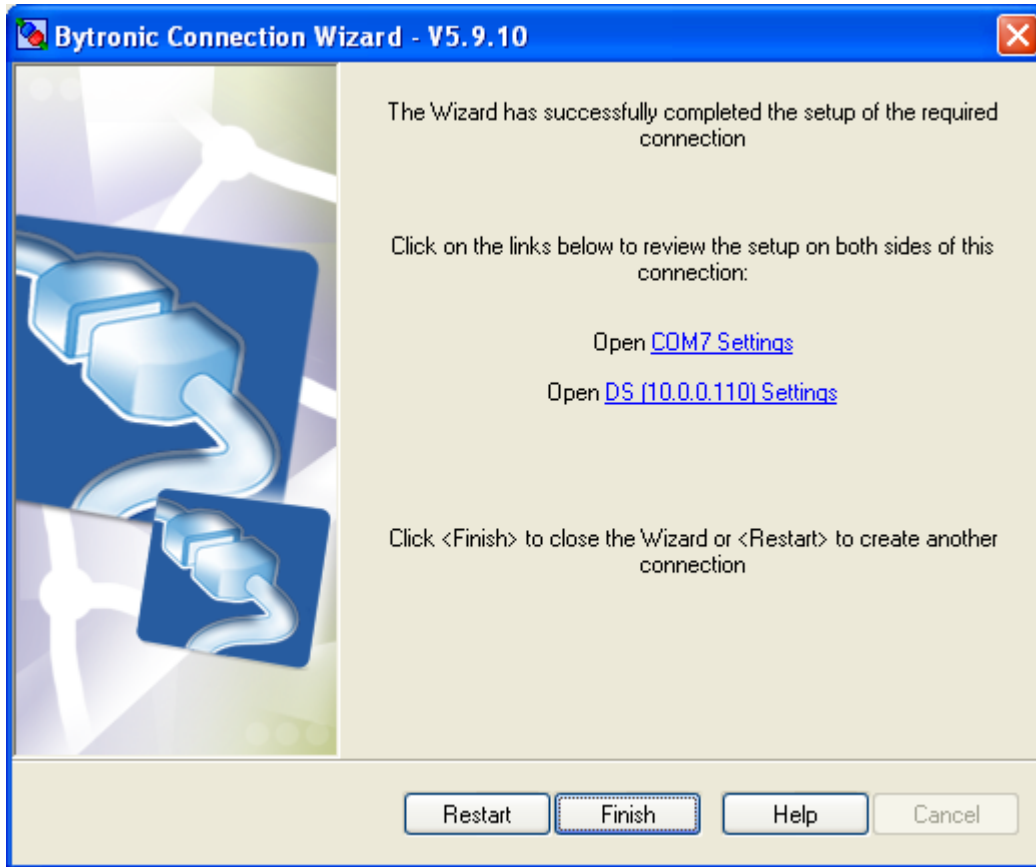 Bytronic Connection Wizard - V5.9.10
The Wizard has successfully completed the setup of the required
connection
Click on the links below to review the setup on both sides of this
connection:
Open COM7 Settings
Open DS (10.0.0.110) Settings
Click <Finish> to close the Wizard or <Restart> to create another
connection
Restart Finish Help Cancel